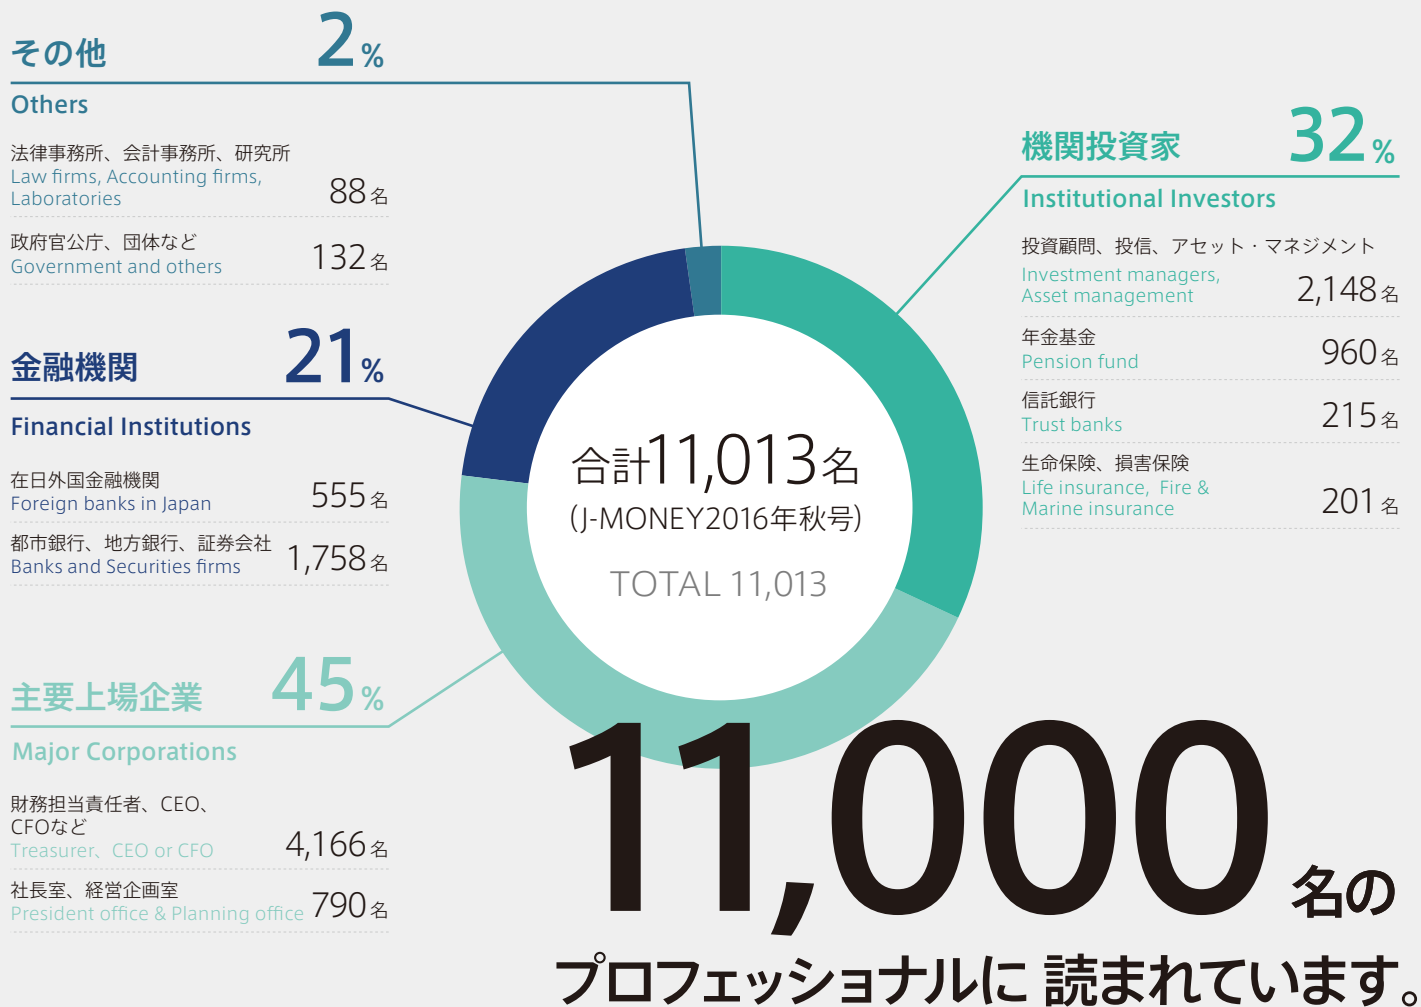 その他 2%
Others
法律事務所、会計事務所、研究所
Law firms, Accounting firms,
Laboratories
88名
政府官公庁、団体など
Government and others
132名
金融機関 21%
Financial Institutions
在日外国金融機関
Foreign banks in Japan
555名
都市銀行、地方銀行、証券会社
Banks and Securities firms
1,758名
主要上場企業 45%
Major Corporations
財務担当責任者、CEO、
CFOなど
Treasurer、CEO or CFO
4,166名
社長室、経営企画室
President office & Planning office
790名
合計11,013名
(J-MONEY2016年秋号)
TOTAL 11,013
機関投資家 32%
Institutional Investors
投資顧問、投信、アセット・マネジメント
Investment managers,
Asset management
2,148名
年金基金
Pension fund
960名
信託銀行
Trust banks
215名
生命保険、損害保険
Life insurance, Fire &
Marine insurance
201名
11,000名の
プロフェッショナルに 読まれています。